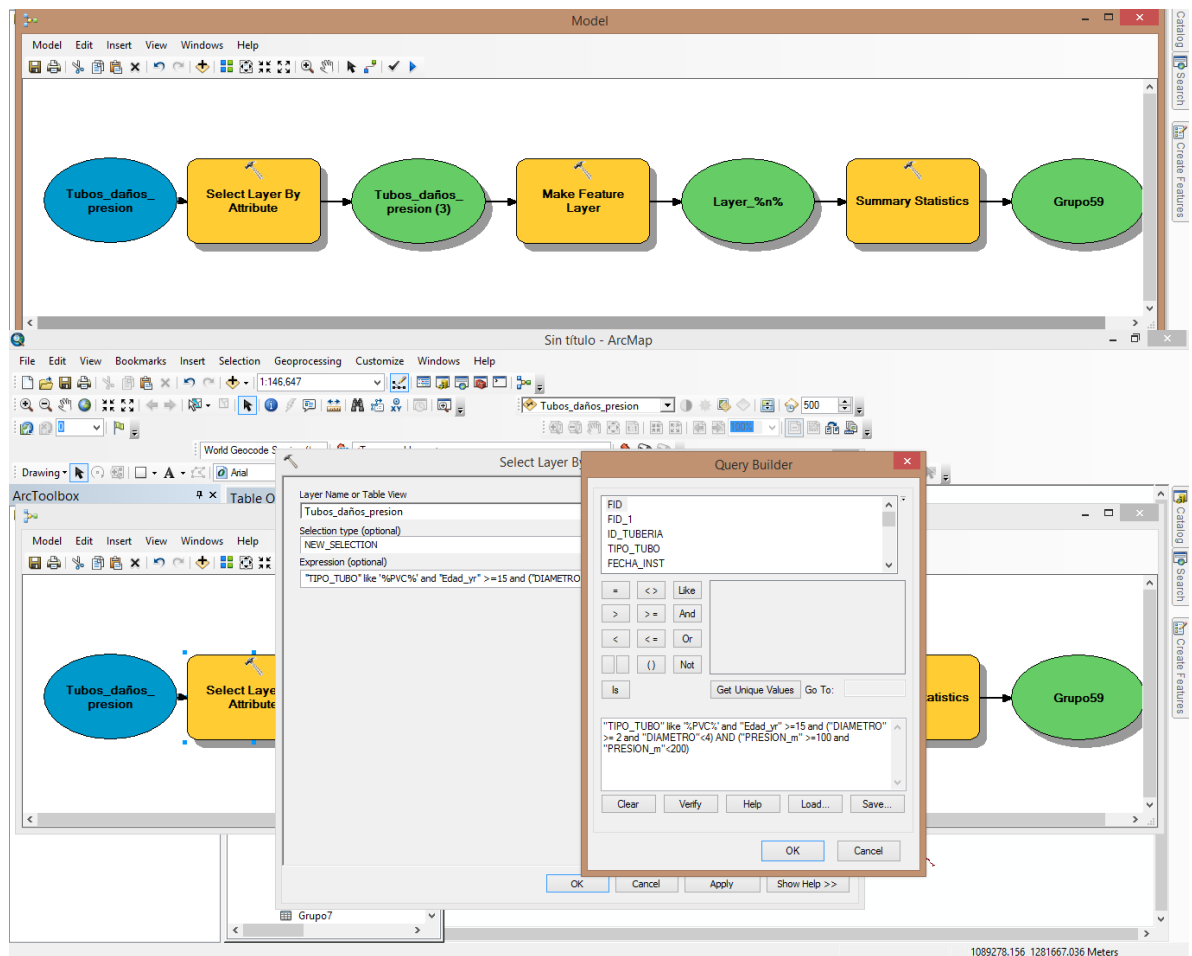 Model
Model Edit Insert View Windows Help
Tubos_daños_
presion
Select Layer By
Attribute
Tubos_daños_
presion (3)
Make Feature
Layer
Layer_%n%
Summary Statistics
Grupo59
Catalog
Search
Create Features
Sin título - ArcMap
File Edit View Bookmarks Insert Selection Geoprocessing Customize Windows Help
1:146.647
Tubos_daños_presion
500
0
100%
World Geocode S
Drawing
A
Arial
ArcToolbox
Table O
Model Edit View Windows Help
Tubos_daños_
presion
Select Laye
Attribute
atistics
Grupo59
Select Layer By
Layer Name or Table View
Tubos_daños_presion
Selection type (optional)
NEW_SELECTION
Expression (optional)
"TIPO_TUBO" like '%PVC%' and "Edad_yr" >=15 and ("DIAMETRO
Query Builder
FID
FID_1
ID_TUBERIA
TIPO_TUBO
FECHA_INST
= < > Like
> > = And
< < = Or
( ) Not
Is
Get Unique Values Go To:
"TIPO_TUBO" like '%PVC%' and "Edad_yr" >=15 and ("DIAMETRO"
>= 2 and "DIAMETRO"<4) AND ("PRESION_m" >=100 and
"PRESION_m"<200)
Clear Verify Help Load... Save...
OK Cancel
OK Cancel Apply Show Help >>
Grupo7
Catalog
Search
Create Features
1089278,156 1281667,036 Meters